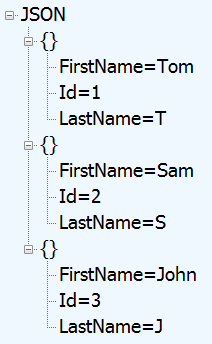 JSON
{}
FirstName=Tom
Id=1
LastName=T
{}
FirstName=Sam
Id=2
LastName=S
{}
FirstName=John
Id=3
LastName=J